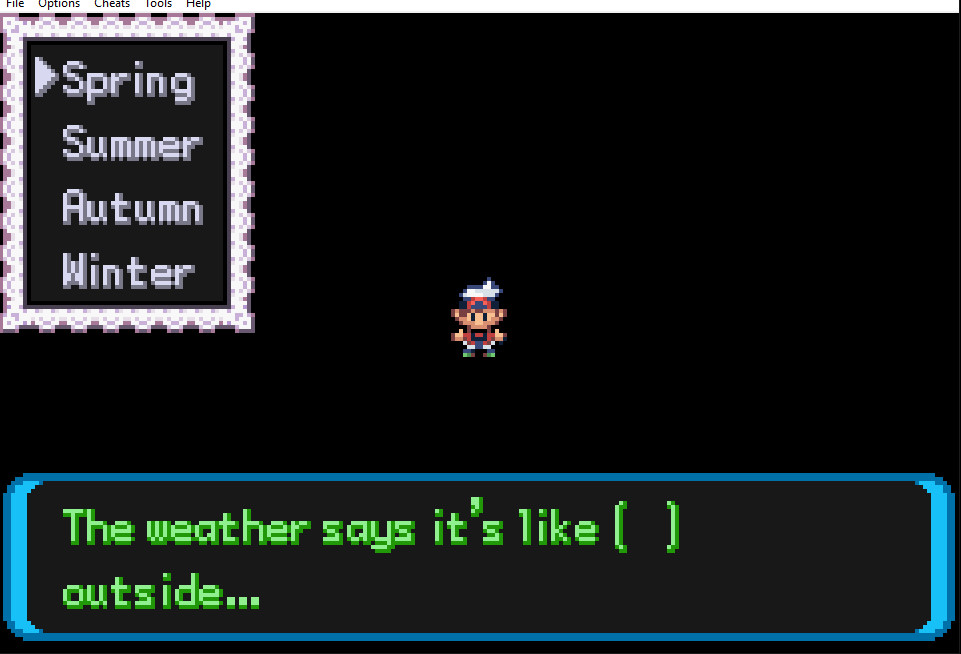 File Options Cheats Tools Help
Spring
Summer
Autumn
Winter
The weather says it's like ( )
outside...